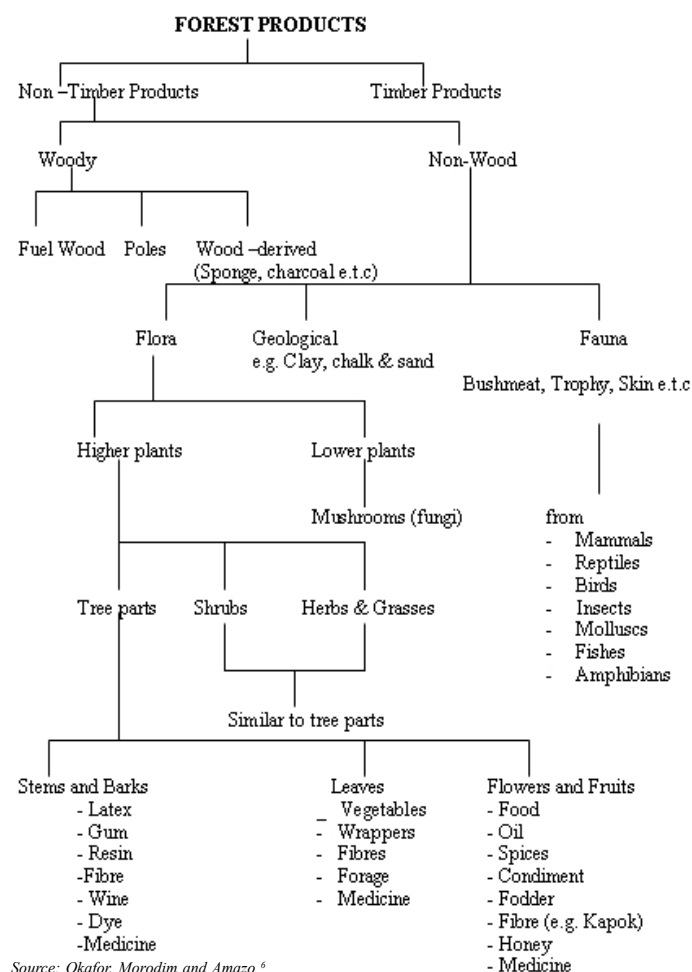 FOREST PRODUCTS
Non –Timber Products Timber Products
Woody Non-Wood
Fuel Wood Poles Wood –derived
(Sponge, charcoal e.t.c)
Flora Geological Fauna
e.g. Clay, chalk & sand
Bushmeat, Trophy, Skin e.t.c
Higher plants Lower plants
Mushrooms (fungi)
from
- Mammals
- Reptiles
- Birds
- Insects
- Molluscs
- Fishes
- Amphibians
Tree parts Shrubs Herbs & Grasses
Similar to tree parts
Stems and Barks
- Latex
- Gum
- Resin
-Fibre
- Wine
- Dye
-Medicine
Leaves
_ Vegetables
- Wrappers
- Fibres
- Forage
- Medicine
Flowers and Fruits
- Food
- Oil
- Spices
- Condiment
- Fodder
- Fibre (e.g. Kapok)
- Honey
- Medicine
Source: Okafor, Morodim and Amazo 6